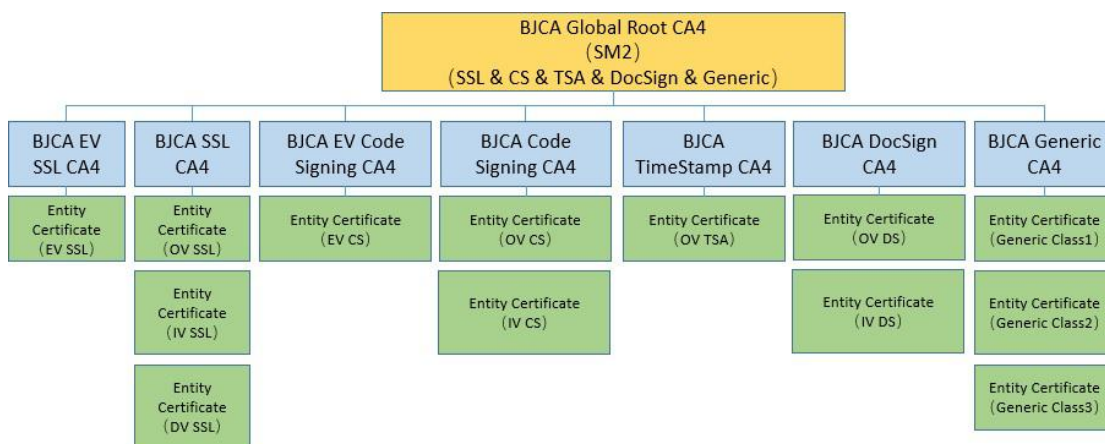 BJCA Global Root CA4
(SM2)
(SSL & CS & TSA & DocSign & Generic)
BJCA EV
SSL CA4
BJCA SSL
CA4
BJCA EV Code
Signing CA4
BJCA Code
Signing CA4
BJCA
TimeStamp CA4
BJCA DocSign
CA4
BJCA Generic
CA4
Entity
Certificate
(EV SSL)
Entity
Certificate
(OV SSL)
Entity Certificate
(EV CS)
Entity Certificate
(OV CS)
Entity Certificate
(OV TSA)
Entity Certificate
(OV DS)
Entity Certificate
(Generic Class1)
Entity
Certificate
(IV SSL)
Entity Certificate
(IV CS)
Entity Certificate
(IV DS)
Entity Certificate
(Generic Class2)
Entity
Certificate
(DV SSL)
Entity Certificate
(Generic Class3)